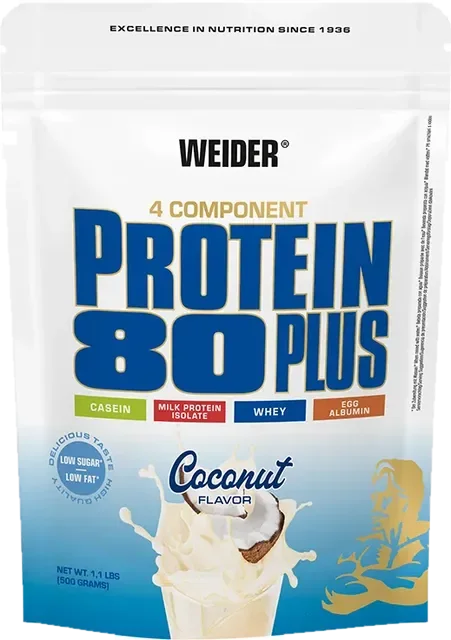 EXCELLENCE IN NUTRITION SINCE 1936
WEIDER®
4 COMPONENT
PROTEIN
80 PLUS
CASEIN
MILK PROTEIN
ISOLATE
WHEY
EGG
ALBUMIN
DELICIOUS TASTE
LOW SUGAR*
LOW FAT*
HIGH QUALITY
Coconut
FLAVOR
NET WT. 1,1 LBS
(500 GRAMS)